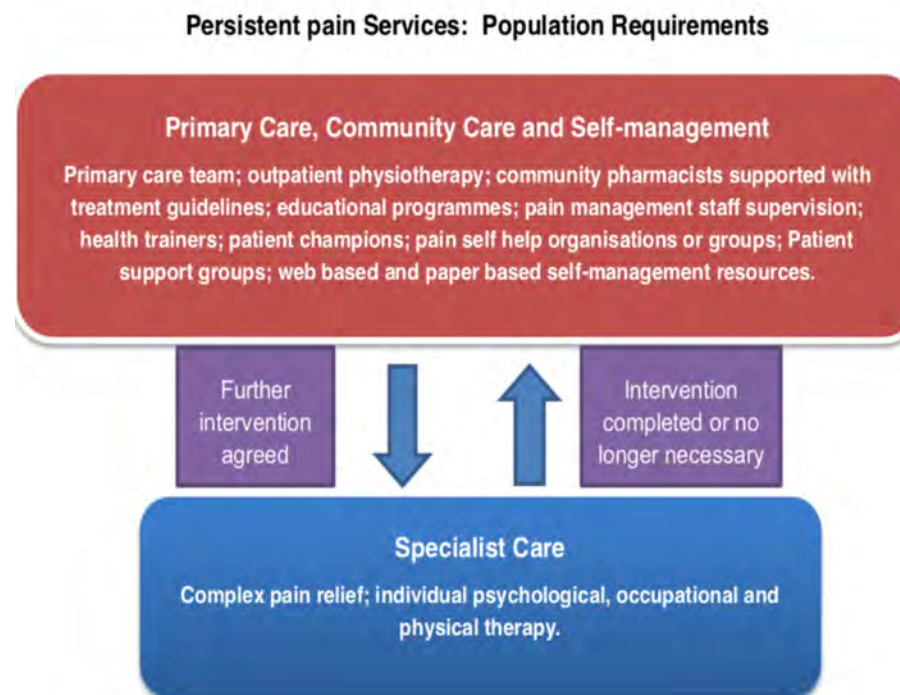 Persistent pain Services: Population Requirements
Primary Care, Community Care and Self-management
Primary care team; outpatient physiotherapy; community pharmacists supported with
treatment guidelines; educational programmes; pain management staff supervision;
health trainers; patient champions; pain self help organisations or groups; Patient
support groups; web based and paper based self-management resources.
Further
intervention
agreed
Intervention
completed or no
longer necessary
Specialist Care
Complex pain relief; individual psychological, occupational and
physical therapy.